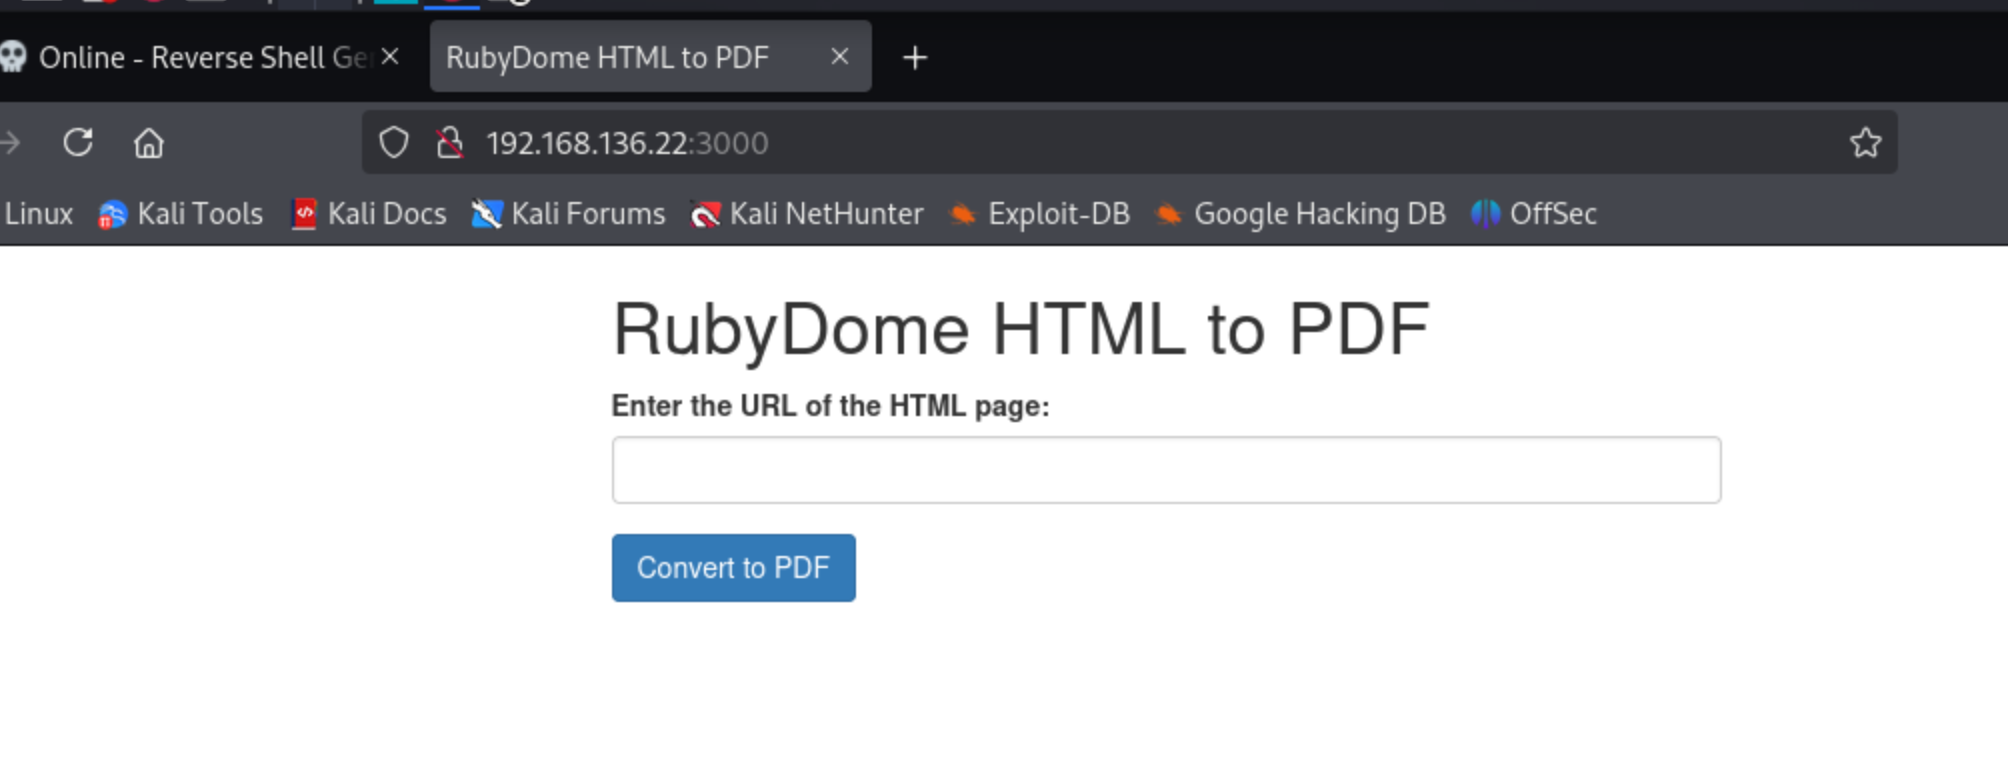 Online - Reverse Shell Ge
RubyDome HTML to PDF
192.168.136.22:3000
Linux Kali Tools Kali Docs Kali Forums Kali NetHunter Exploit-DB Google Hacking DB OffSec
RubyDome HTML to PDF
Enter the URL of the HTML page:
Convert to PDF